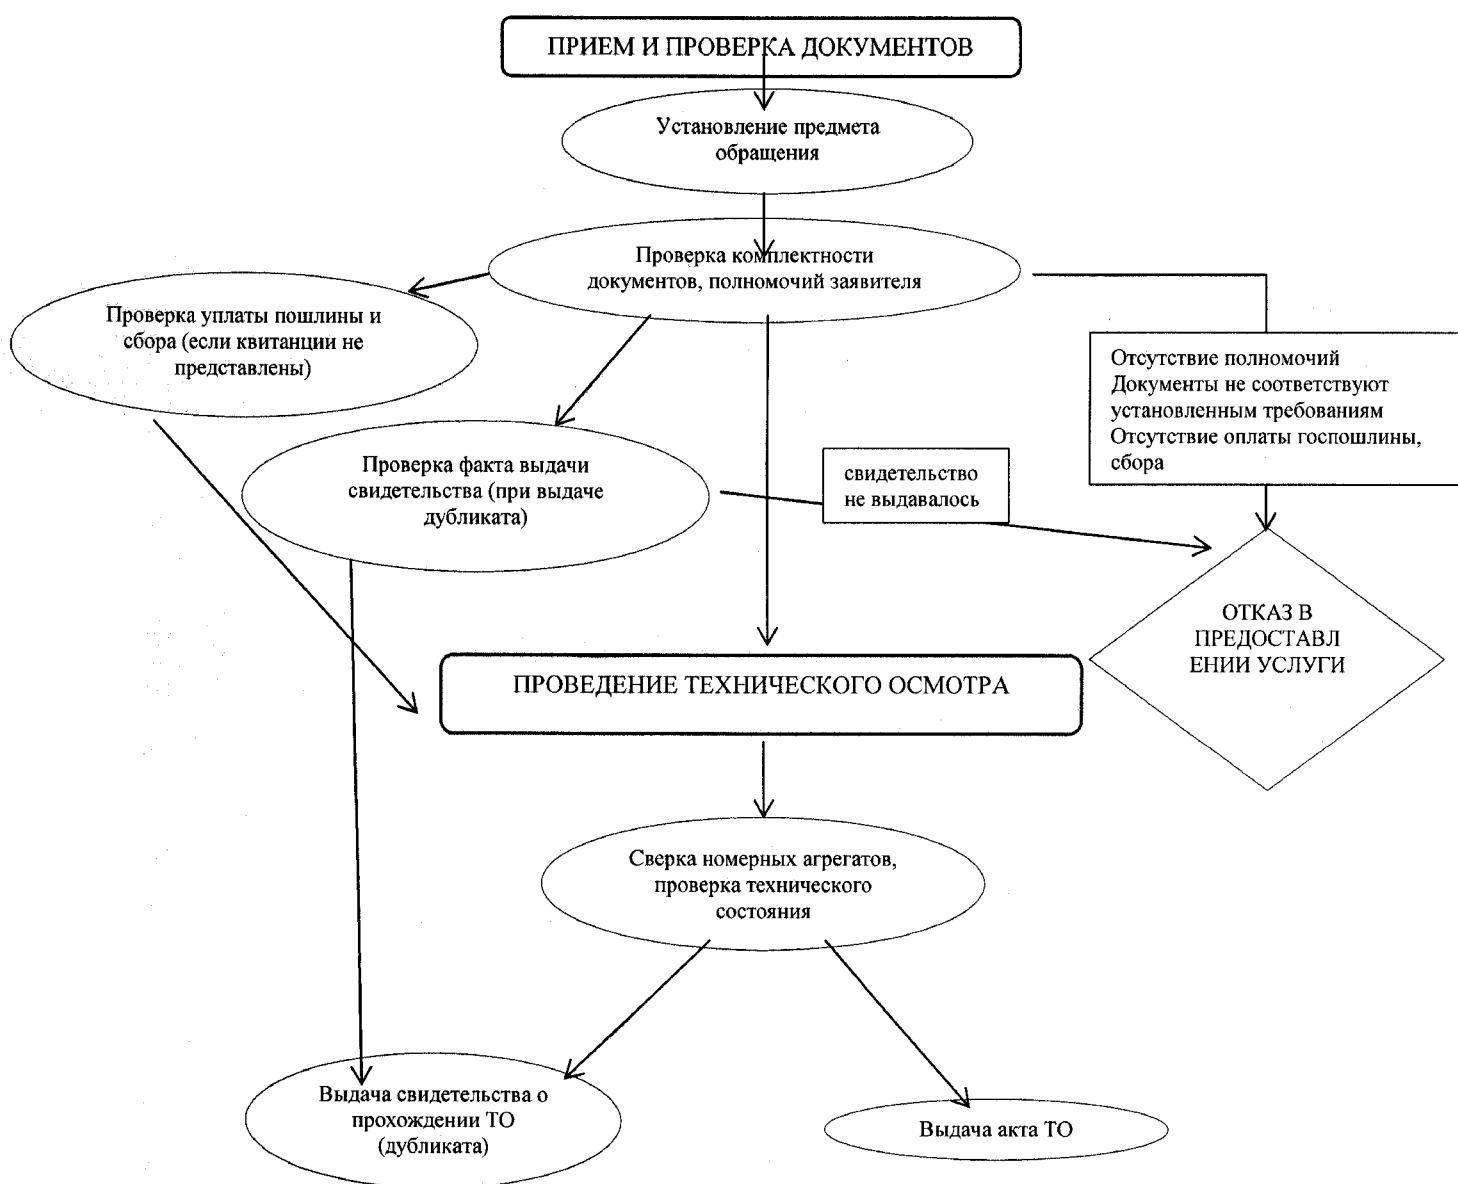 ПРИЕМ И ПРОВЕРКА ДОКУМЕНТОВ
Установление предмета
обращения
Проверка комплектности
документов, полномочий заявителя
Проверка уплаты пошлины и
сбора (если квитанции не
представлены)
Отсутствие полномочий
Документы не соответствуют
установленным требованиям
Отсутствие оплаты госпошлины,
сбора
Проверка факта выдачи
свидетельства (при выдаче
дубликата)
свидетельство
не выдавалось
ОТКАЗ В
ПРЕДОСТАВЛ
ЕНИИ УСЛУГИ
ПРОВЕДЕНИЕ ТЕХНИЧЕСКОГО ОСМОТРА
Сверка номерных агрегатов,
проверка технического
состояния
Выдача свидетельства о
прохождении ТО
(дубликата)
Выдача акта ТО